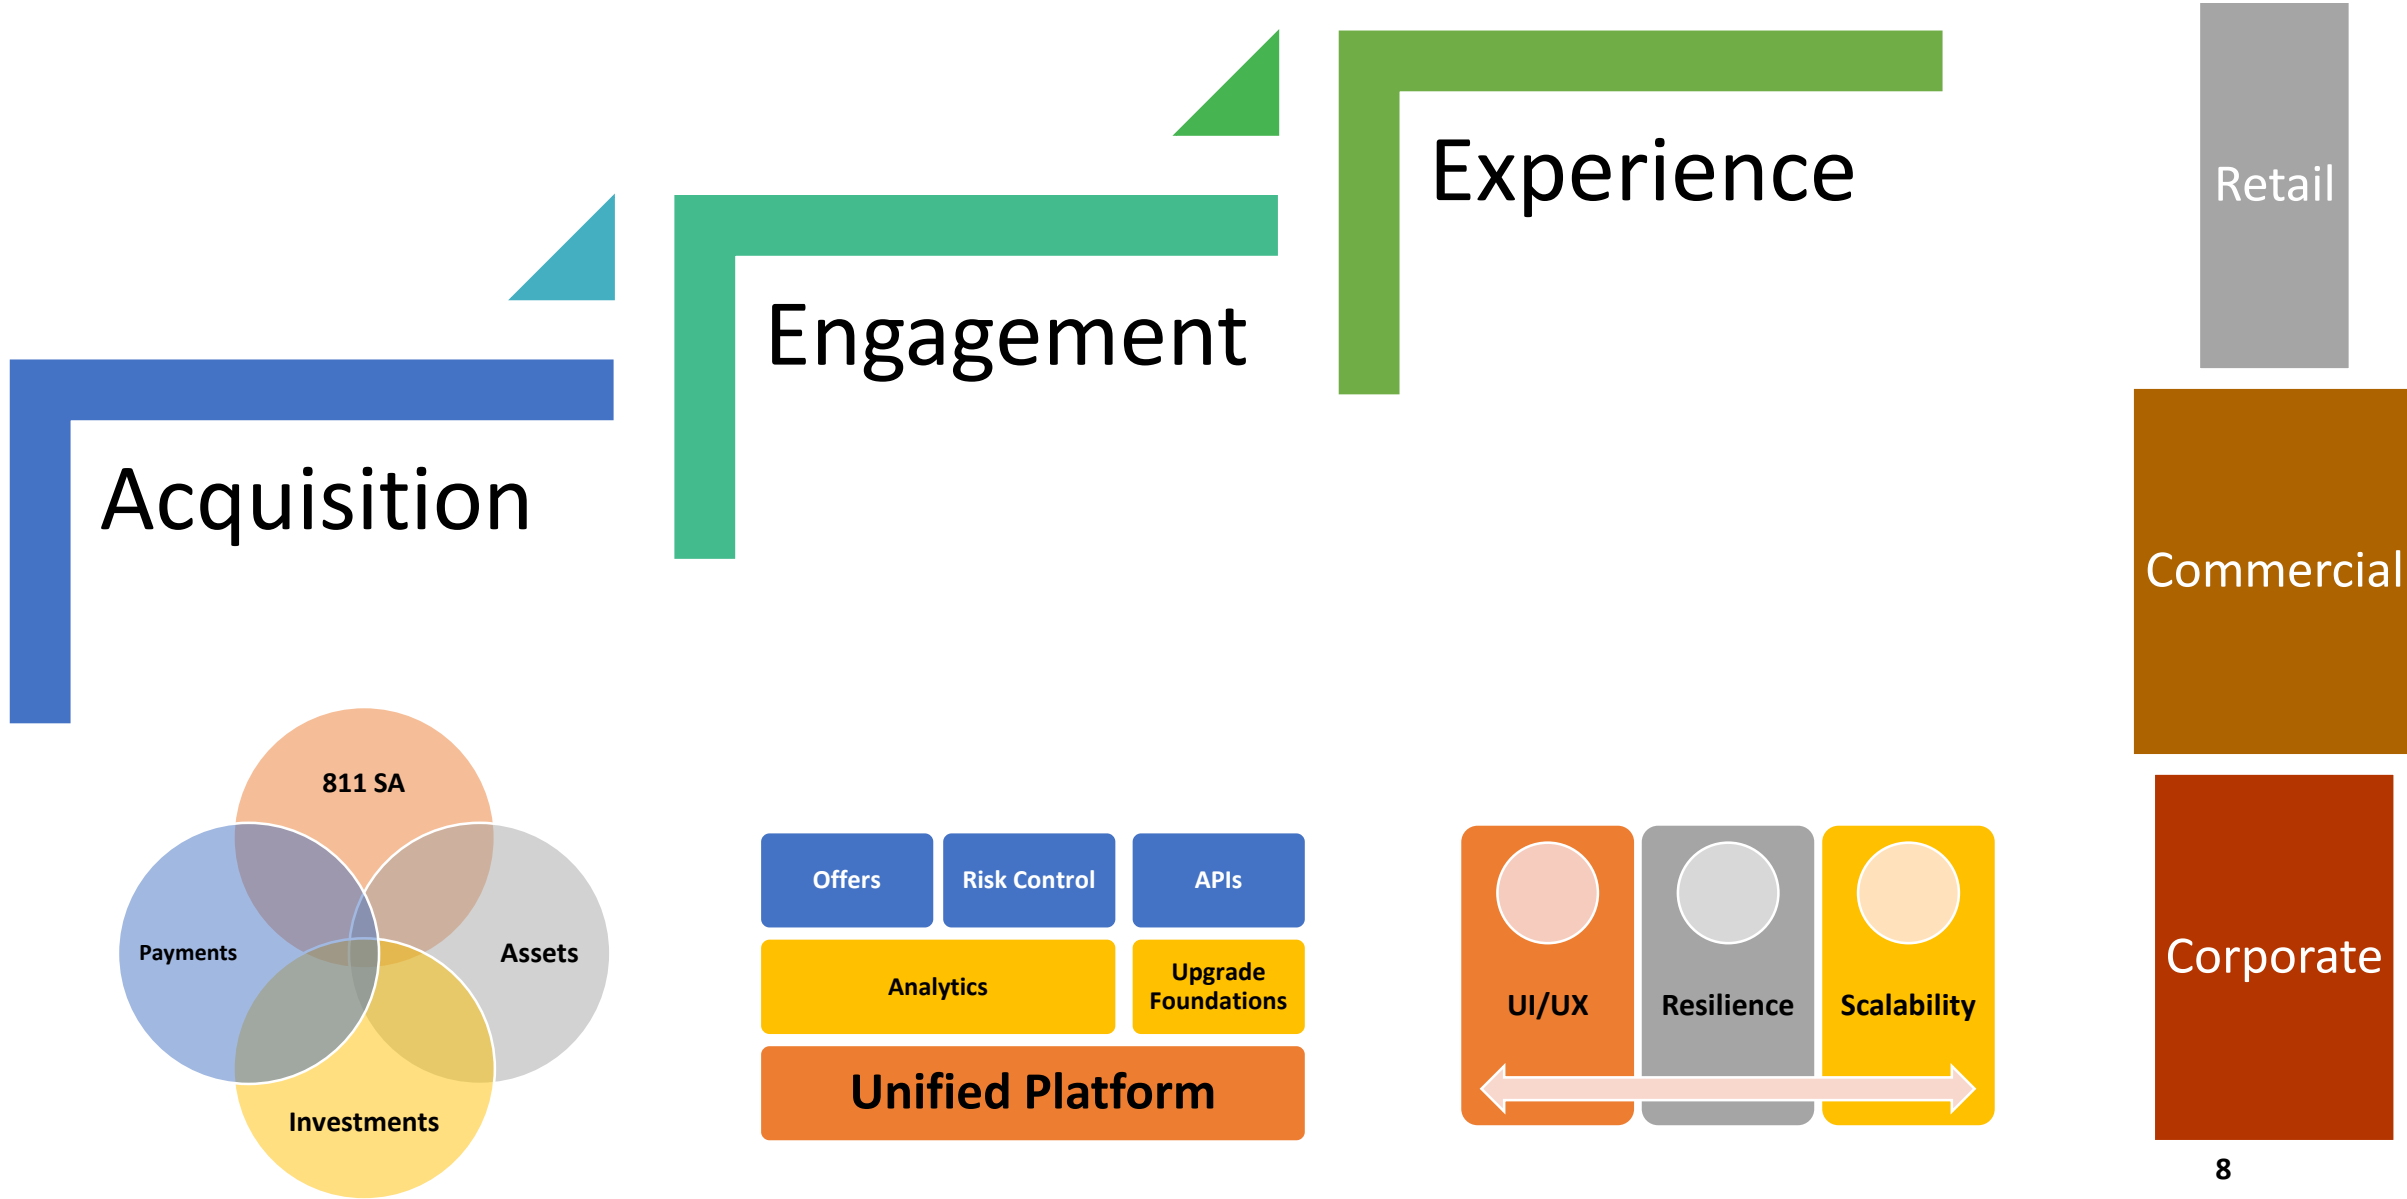 Acquisition
Engagement
Experience
811 SA
Payments
Assets
Investments
Offers
Risk Control
APIs
Analytics
Upgrade
Foundations
Unified Platform
UI/UX
Resilience
Scalability
Retail
Commercial
Corporate
8